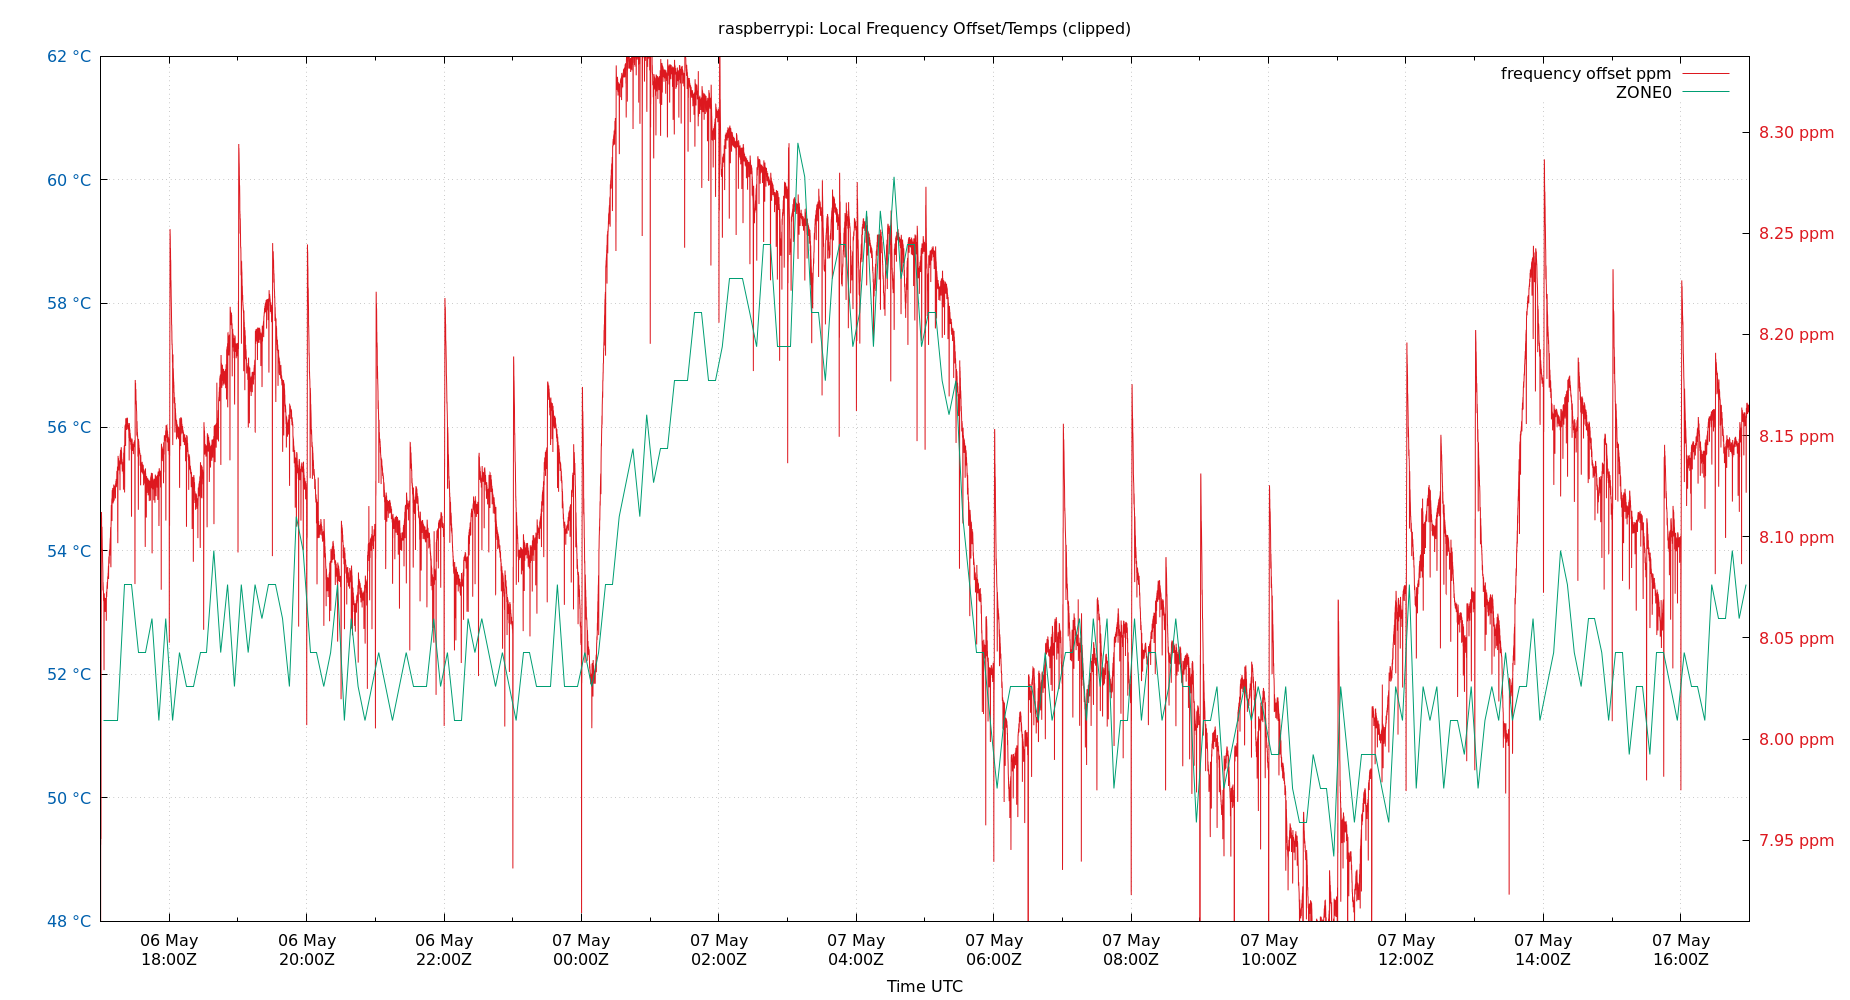 raspberrypi: Local Frequency Offset/Temps (clipped)
62 °C
60 °C
58 °C
56 °C
54 °C
52 °C
50 °C
48 °C
frequency offset ppm
ZONE0
8.30 ppm
8.25 ppm
8.20 ppm
8.15 ppm
8.10 ppm
8.05 ppm
8.00 ppm
7.95 ppm
06 May 06 May 06 May 07 May 07 May 07 May 07 May 07 May 07 May 07 May 07 May 07 May
18:00Z 20:00Z 22:00Z 00:00Z 02:00Z 04:00Z 06:00Z 08:00Z 10:00Z 12:00Z 14:00Z 16:00Z
Time UTC